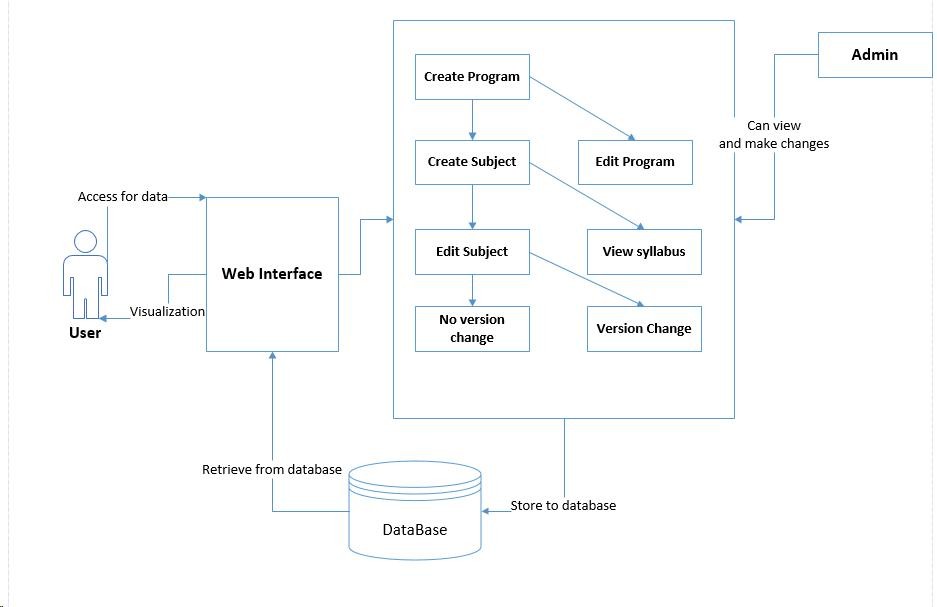 Admin
Create Program
Can view
and make changes
Create Subject
Edit Program
Access for data
Edit Subject
View syllabus
Web Interface
Visualization
No version
change
Version Change
User
Retrieve from database
Store to database
DataBase